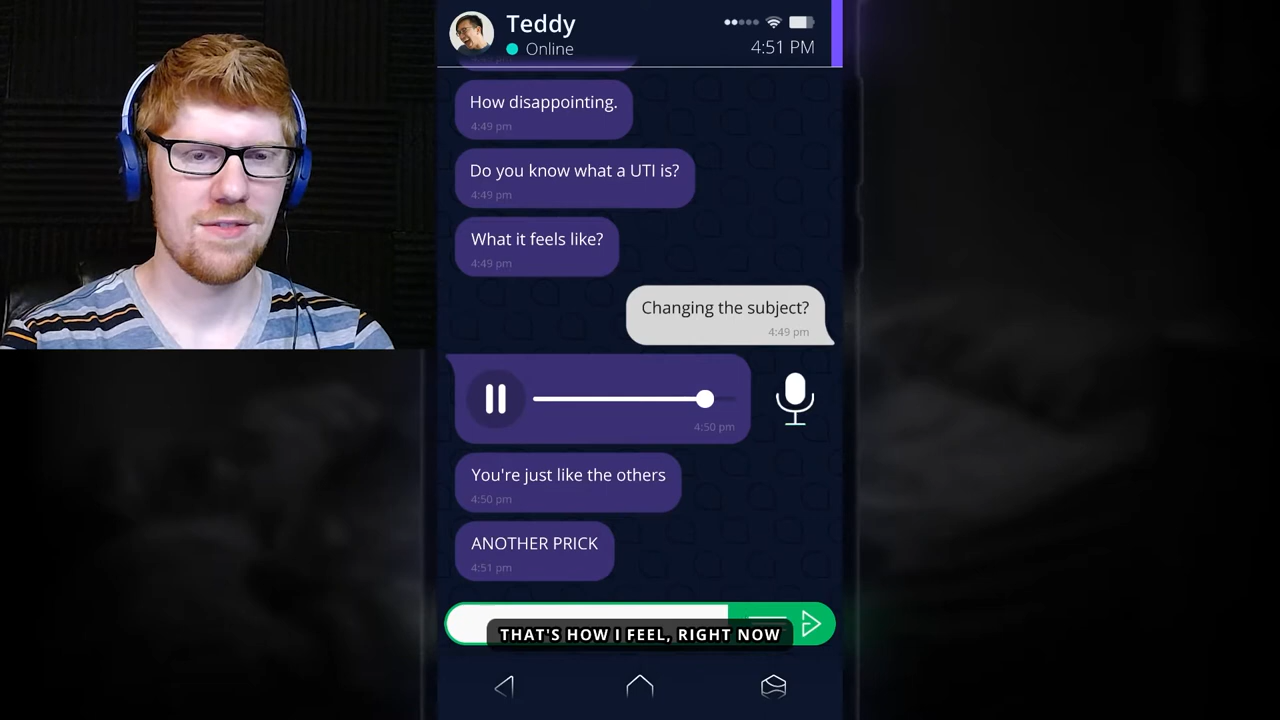 Teddy
Online
4:51 PM
How disappointing.
4:49 pm
Do you know what a UTI is?
4:49 pm
What it feels like?
4:49 pm
Changing the subject?
4:49 pm
4:50 pm
You're just like the others
4:50 pm
ANOTHER PRICK
4:51 pm
THAT'S HOW I FEEL, RIGHT NOW